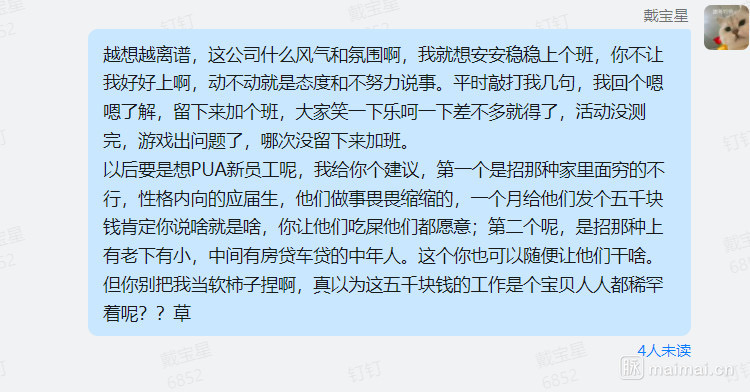 戴宝星
越想越离谱，这公司什么风气和氛围啊，我就想安安稳稳上个班，你不让
我好好上啊，动不动就是态度和不努力说事。平时敲打我几句，我回个嗯
嗯了解，留下来加个班，大家笑一下乐呵一下差不多就得了，活动没测
完，游戏出问题了，哪次没留下来加班。
以后要是想PUA新员工呢，我给你个建议，第一个是招那种家里面穷的不
行，性格内向的应届生，他们做事畏畏缩缩的，一个月给他们发个五千块
钱肯定你说啥就是啥，你让他们吃屎他们都愿意；第二个呢，是招那种上
有老下有小，中间有房贷车贷的中年人。这个你也可以随便让他们干啥。
但你别把我当软柿子捏啊，真以为这五千块钱的工作是个宝贝人人都稀罕
着呢？？草
4人未读
脉 maimai.cn
戴宝星
6852
钉钉